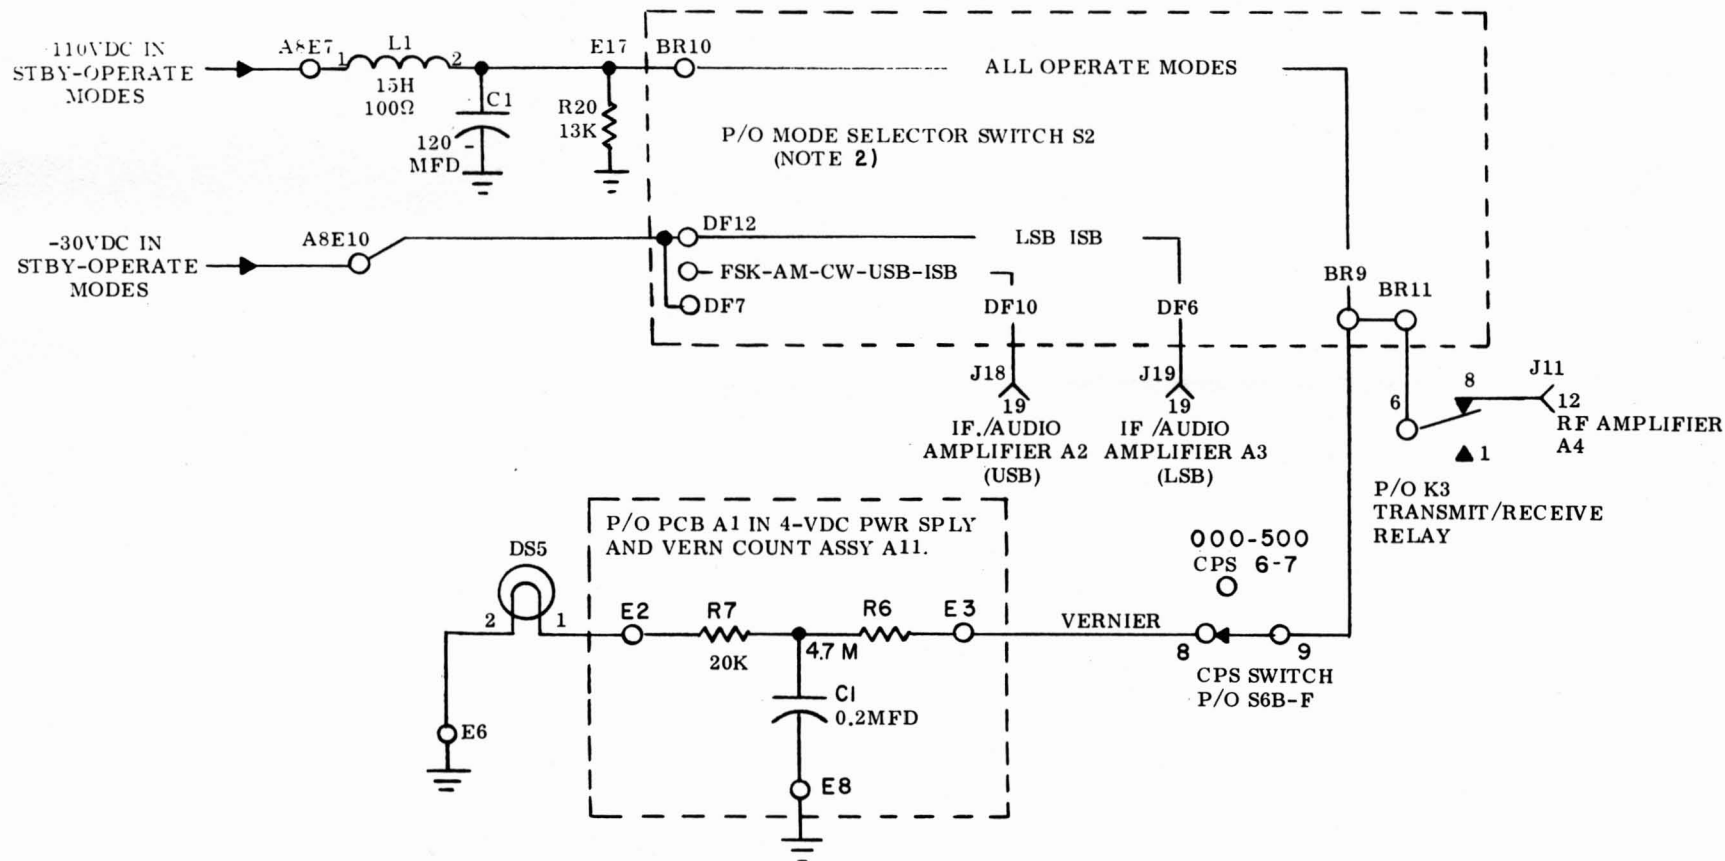 110VDC IN
STBY-OPERATE
MODES
A8E7
1
L1
2
15H
100Ω
C1
120
MFD
-
E17
R20
13K
BR10
ALL OPERATE MODES
P/O MODE SELECTOR SWITCH S2
(NOTE 2)
-30VDC IN
STBY-OPERATE
MODES
A8E10
DF12
LSB ISB
FSK-AM-CW-USB-ISB
DF7
DF10
DF6
BR9
BR11
J18
19
IF./AUDIO
AMPLIFIER A2
(USB)
J19
19
IF /AUDIO
AMPLIFIER A3
(LSB)
6
8
1
J11
12
RF AMPLIFIER
A4
P/O K3
TRANSMIT/RECEIVE
RELAY
P/O PCB A1 IN 4-VDC PWR SPLY
AND VERN COUNT ASSY A11.
DS5
2
1
E2
R7
20K
4.7 M
R6
E3
C1
0.2MFD
E8
E6
VERNIER
000-500
CPS 6-7
8
9
CPS SWITCH
P/O S6B-F